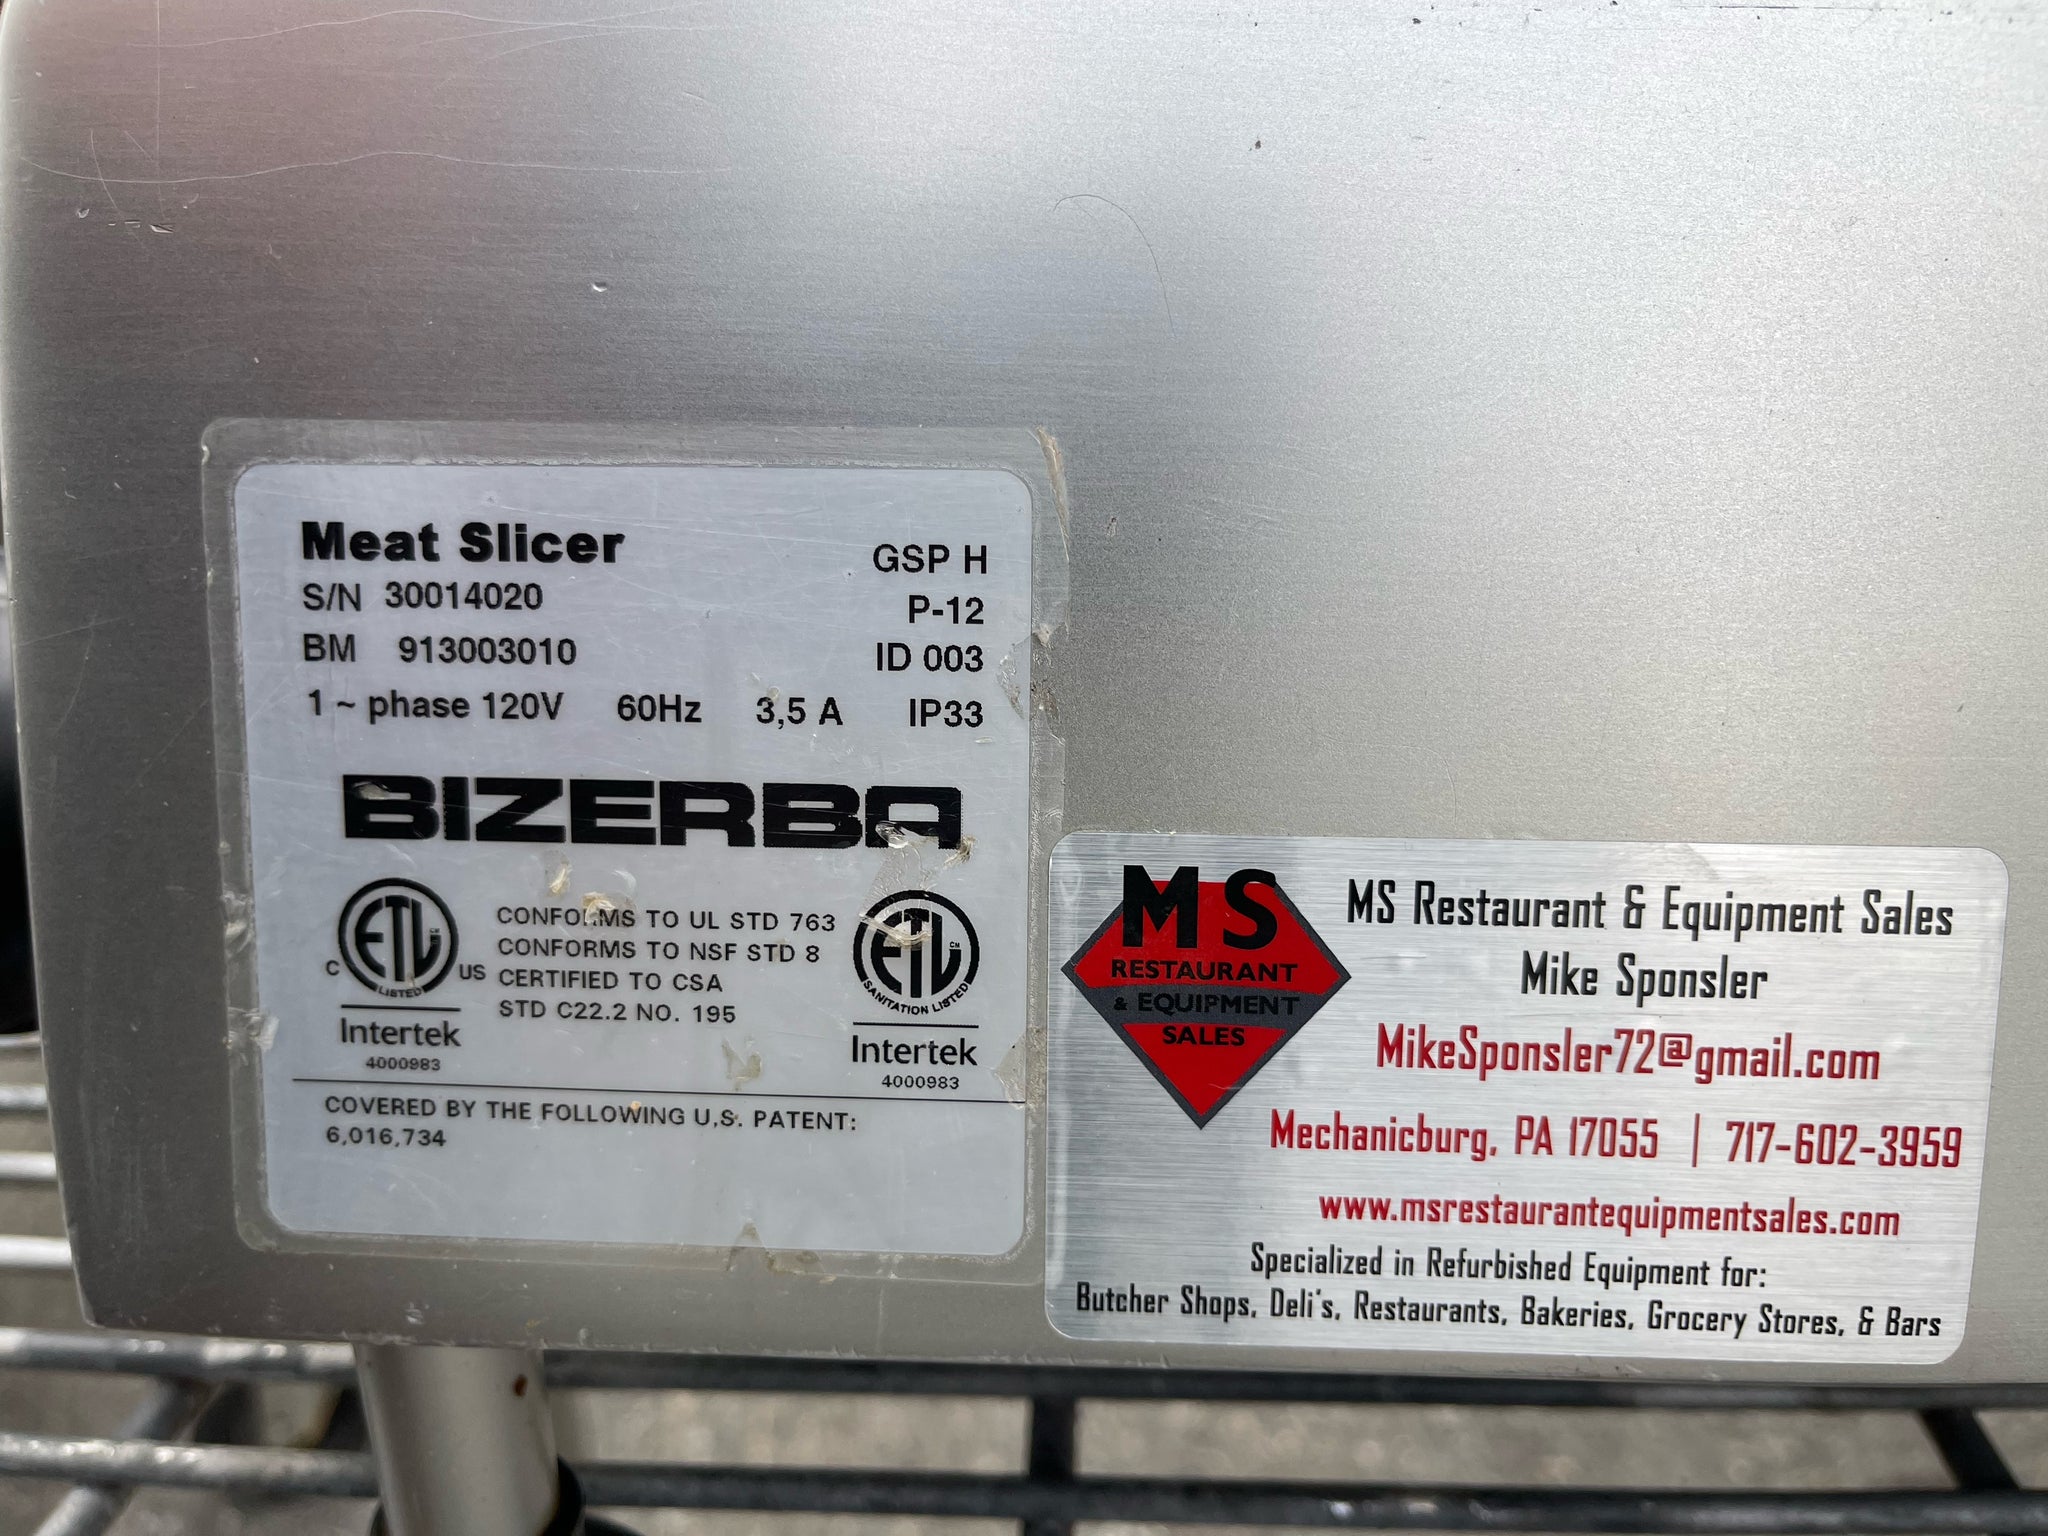 Meat Slicer
GSP H
S/N 30014020
P-12
BM 913003010
ID 003
1 ~ phase 120V 60Hz 3,5 A IP33
BIZERBA
C ETL CM US
LISTED
Intertek
4000983
CONFORMS TO UL STD 763
CONFORMS TO NSF STD 8
CERTIFIED TO CSA
STD C22.2 NO. 195
ETL CM
SANITATION LISTED
Intertek
4000983
COVERED BY THE FOLLOWING U.S. PATENT:
6,016,734
MS
RESTAURANT
& EQUIPMENT
SALES
MS Restaurant & Equipment Sales
Mike Sponsler
MikeSponsler72@gmail.com
Mechanicburg, PA 17055 | 717-602-3959
www.msrestaurantequipmentsales.com
Specialized in Refurbished Equipment for:
Butcher Shops, Deli's, Restaurants, Bakeries, Grocery Stores, & Bars